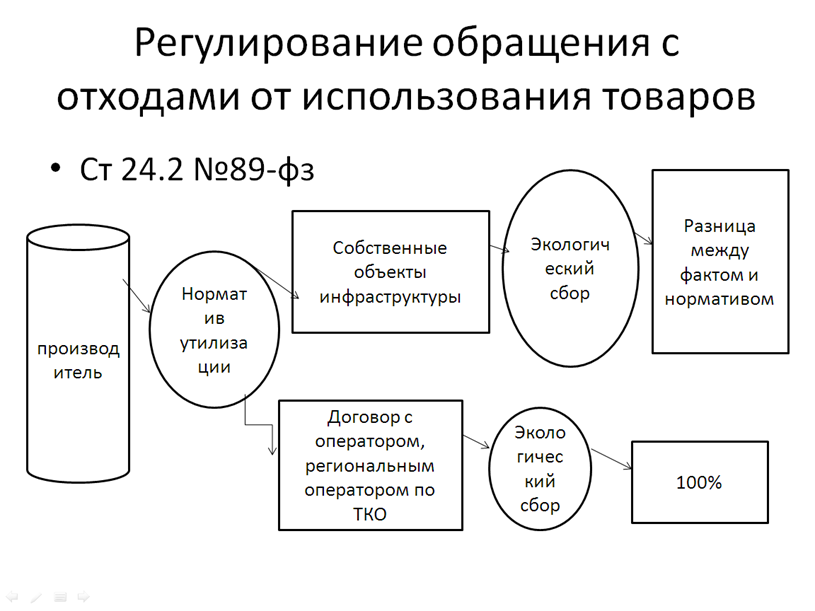 Регулирование обращения с
отходами от использования товаров
• Ст 24.2 №89-фз
производ
итель
Нормат
ив
утилиза
ции
Собственные
объекты
инфраструктуры
Экологич
еский
сбор
Разница
между
фактом и
нормативом
Договор с
оператором,
региональным
оператором по
ТКО
Эколо
гичес
кий
сбор
100%